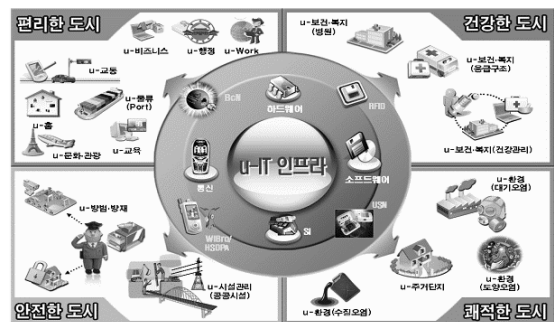 편리한 도시
u-비즈니스
u-행정
u-Work
u-교통
u-물류
(Port)
u-홈
u-문화·관광
u-교육
건강한 도시
u-보건·복지
(병원)
u-보건·복지
(응급구조)
u-보건·복지(건강관리)
BcN
하드웨어
RFID
통신
u-IT 인프라
소프트웨어
WiBro/
HSDPA
SI
USN
u-방범·방재
u-시설관리
(공공시설)
안전한 도시
u-환경
(대기오염)
u-주거단지
u-환경
(토양오염)
u-환경(수질오염)
쾌적한 도시